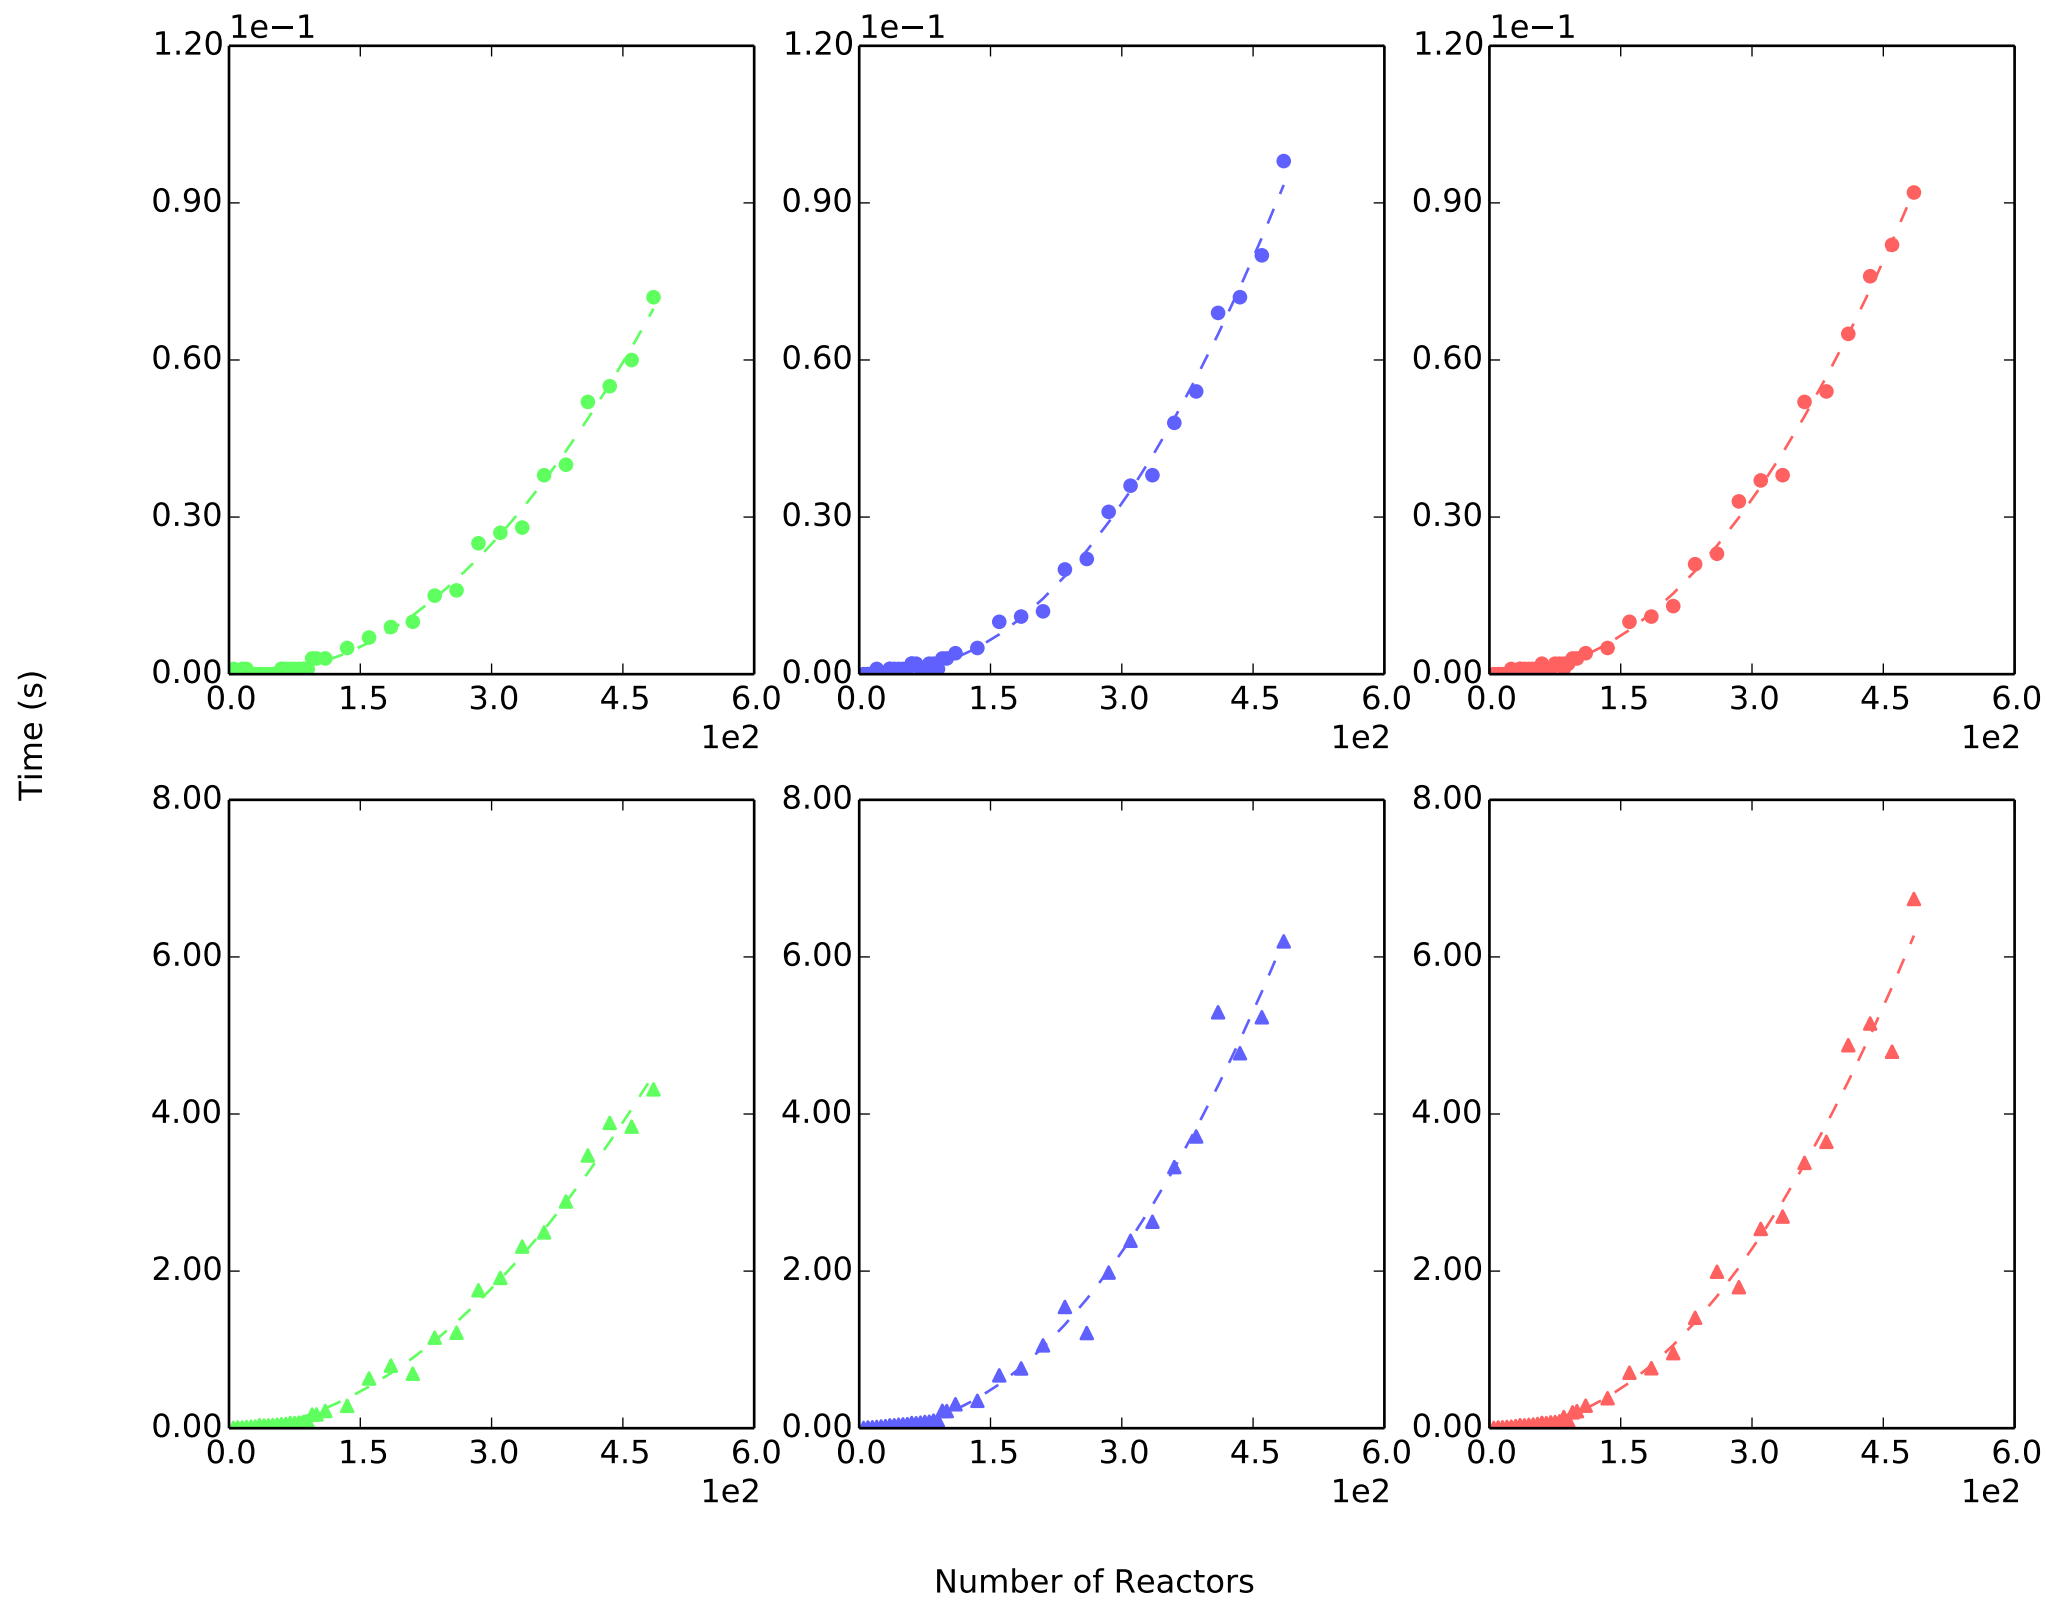 1e−1 1e−1 1e−1
1.20 1.20 1.20
0.90 0.90 0.90
0.60 0.60 0.60
0.30 0.30 0.30
0.00 0.00 0.00
0.0 1.5 3.0 4.5 6.0 0.0 1.5 3.0 4.5 6.0 0.0 1.5 3.0 4.5 6.0
1e2 1e2 1e2
Time (s)
8.00 8.00 8.00
6.00 6.00 6.00
4.00 4.00 4.00
2.00 2.00 2.00
0.00 0.00 0.00
0.0 1.5 3.0 4.5 6.0 0.0 1.5 3.0 4.5 6.0 0.0 1.5 3.0 4.5 6.0
1e2 1e2 1e2
Number of Reactors